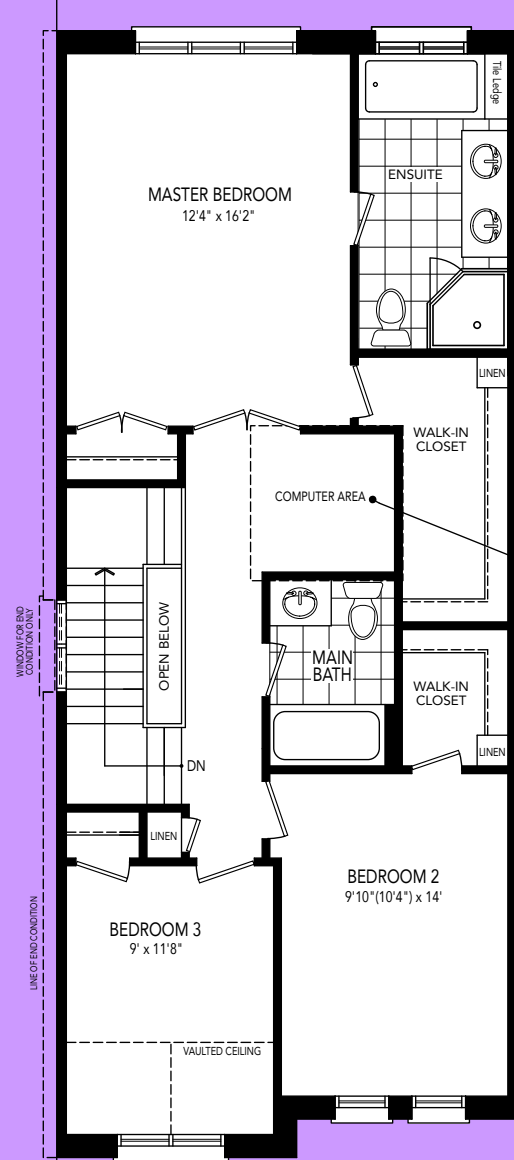 Tile Ledge
ENSUITE
MASTER BEDROOM
12'4" x 16'2"
LINEN
WALK-IN
CLOSET
COMPUTER AREA
WINDOW FOR END
CONDITION ONLY
OPEN BELOW
MAIN
BATH
WALK-IN
CLOSET
LINEN
DN
LINEN
BEDROOM 2
9'10"(10'4") x 14'
LINE OF END CONDITION
BEDROOM 3
9' x 11'8"
VAULTED CEILING